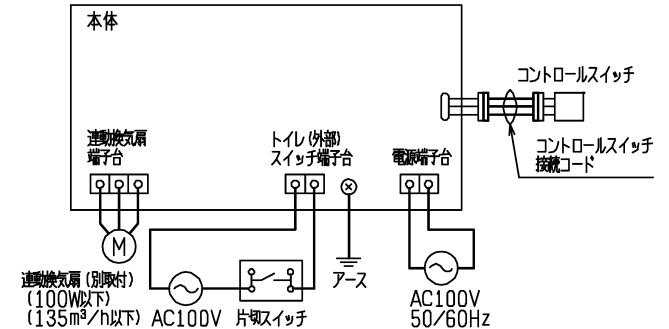 本体
コントロールスイッチ
コントロールスイッチ
接続コード
連動換気扇
端子台
トイレ(外部)
スイッチ端子台
電源端子台
M
アース
連動換気扇(別取付)
(100W以下)
(135m³/h以下)
AC100V
片切スイッチ
AC100V
50/60Hz